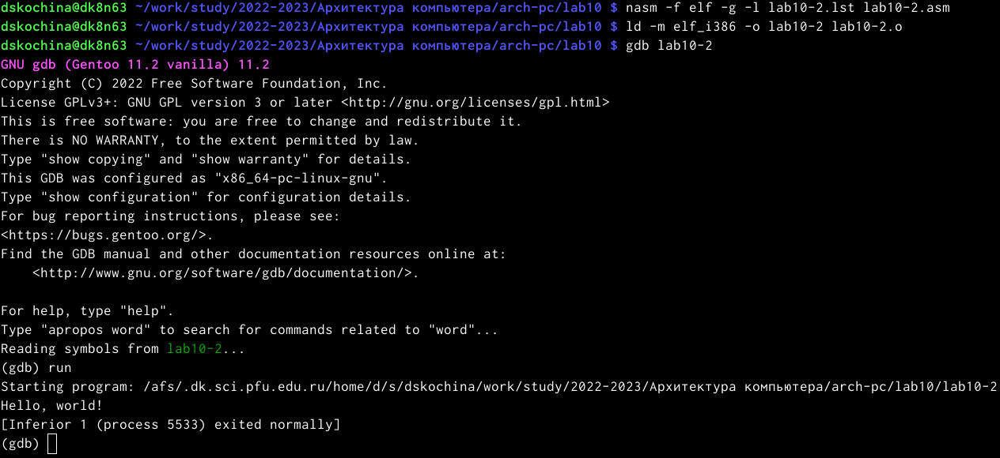 dskochina@dk8n63 ~/work/study/2022-2023/Архитектура компьютера/arch-pc/lab10 $ nasm -f elf -g -l lab10-2.lst lab10-2.asm
dskochina@dk8n63 ~/work/study/2022-2023/Архитектура компьютера/arch-pc/lab10 $ ld -m elf_i386 -o lab10-2 lab10-2.o
dskochina@dk8n63 ~/work/study/2022-2023/Архитектура компьютера/arch-pc/lab10 $ gdb lab10-2
GNU gdb (Gentoo 11.2 vanilla) 11.2
Copyright (C) 2022 Free Software Foundation, Inc.
License GPLv3+: GNU GPL version 3 or later <http://gnu.org/licenses/gpl.html>
This is free software: you are free to change and redistribute it.
There is NO WARRANTY, to the extent permitted by law.
Type "show copying" and "show warranty" for details.
This GDB was configured as "x86_64-pc-linux-gnu".
Type "show configuration" for configuration details.
For bug reporting instructions, please see:
<https://bugs.gentoo.org/>.
Find the GDB manual and other documentation resources online at:
    <http://www.gnu.org/software/gdb/documentation/>.

For help, type "help".
Type "apropos word" to search for commands related to "word"...
Reading symbols from lab10-2...
(gdb) run
Starting program: /afs/.dk.sci.pfu.edu.ru/home/d/s/dskochina/work/study/2022-2023/Архитектура компьютера/arch-pc/lab10/lab10-2
Hello, world!
[Inferior 1 (process 5533) exited normally]
(gdb)